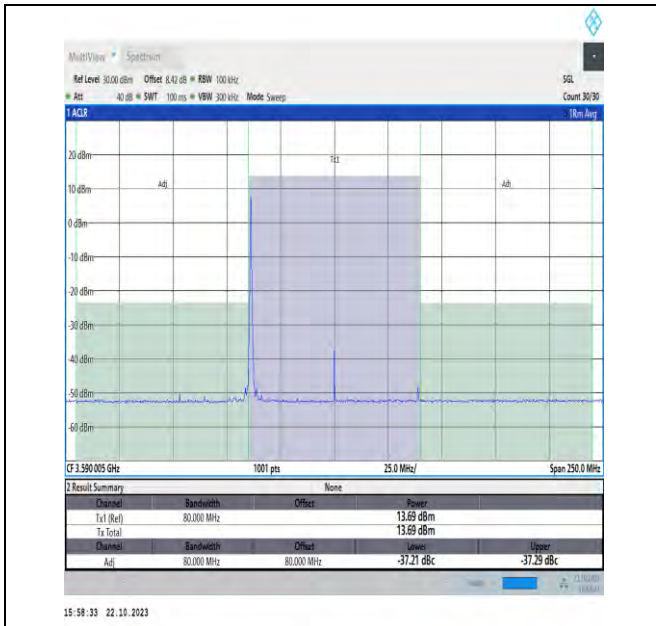 MultiView Spectrum
Ref Level 30.00 dBm Offset 8.42 dB RBW 100 kHz SGL
Att 40 dB SWT 100 ms VBW 300 kHz Mode Sweep Count 30/30
1 ACLR 1Rm Avg
Tx1
20 dBm
Adj Adj
10 dBm
0 dBm
-10 dBm
-20 dBm
-30 dBm
-40 dBm
-50 dBm
-60 dBm
CF 3.590 005 GHz 1001 pts 25.0 MHz/ Span 250.0 MHz
2 Result Summary None
Channel Bandwidth Offset Power
Tx1 (Ref) 80.000 MHz 13.69 dBm
Tx Total 13.69 dBm
Channel Bandwidth Offset Lower Upper
Adj 80.000 MHz 80.000 MHz -37.21 dBc -37.29 dBc
15:58:33 22.10.2023